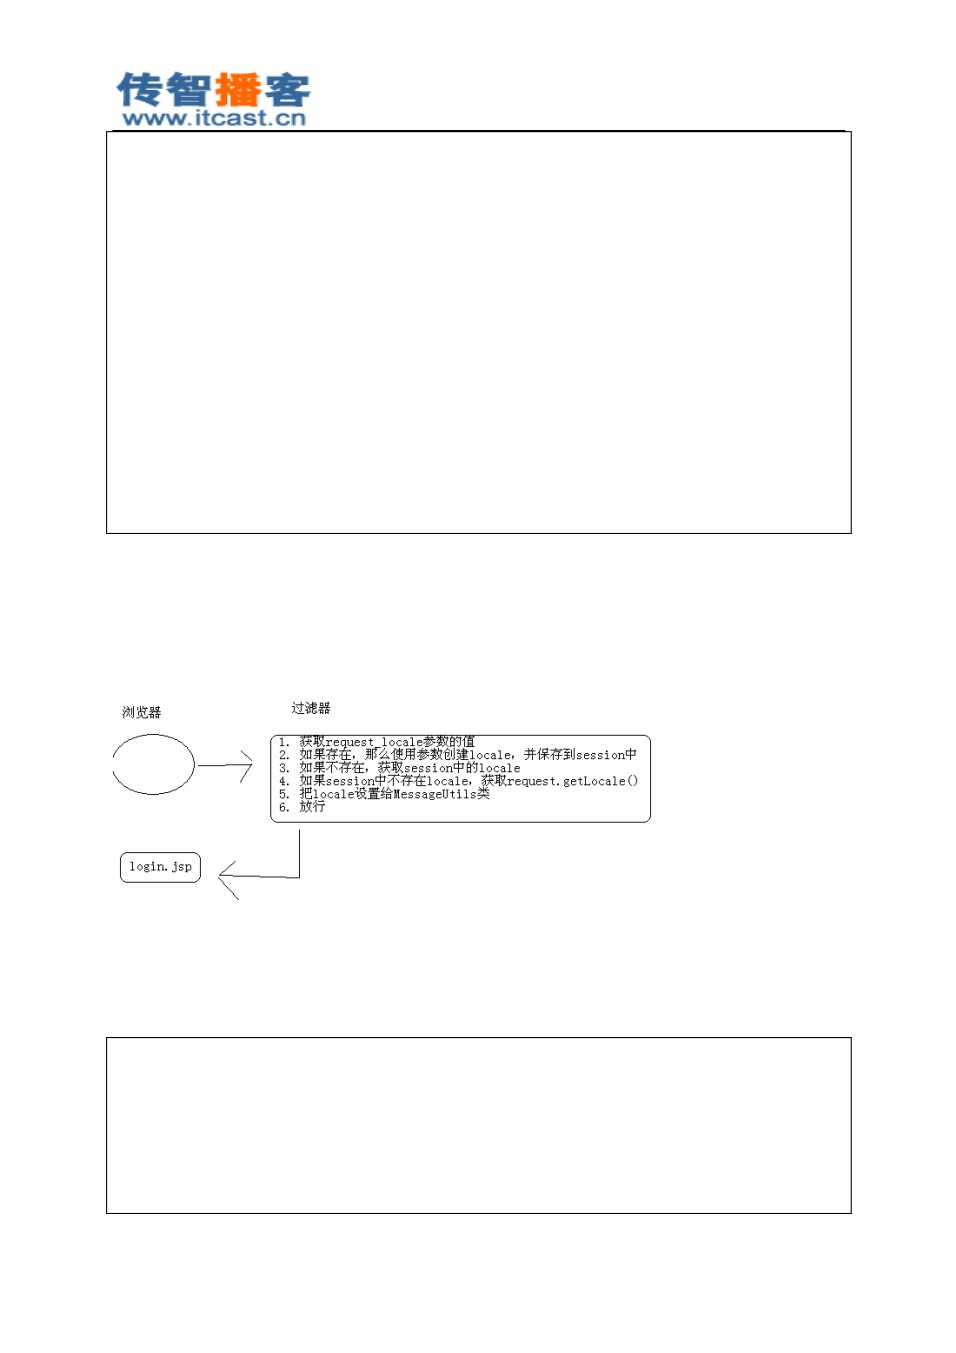 传智播客
www.itcast.cn
浏览器
过滤器
1. 获取request_locale参数的值
2. 如果存在，那么使用参数创建locale，并保存到session中
3. 如果不存在，获取session中的locale
4. 如果session中不存在locale，获取request.getLocale()
5. 把locale设置给MessageUtils类
6. 放行
login.jsp